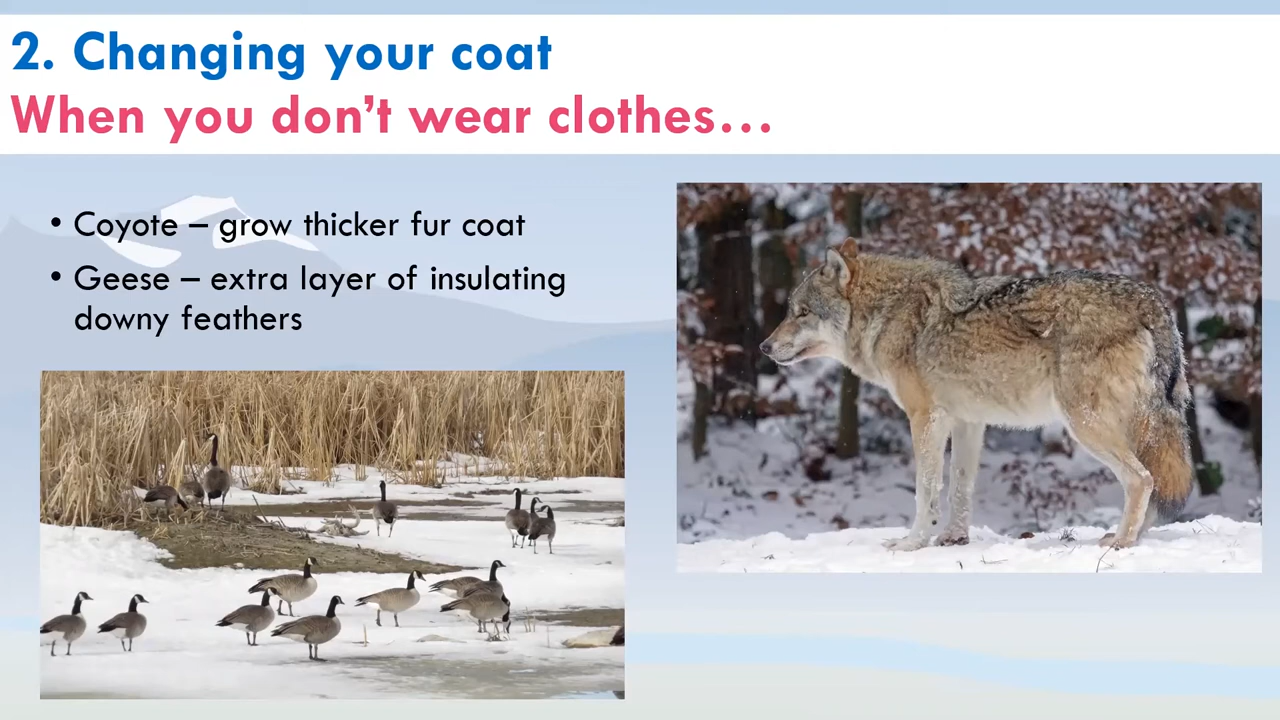 2. Changing your coat
When you don’t wear clothes…
• Coyote – grow thicker fur coat
• Geese – extra layer of insulating
downy feathers